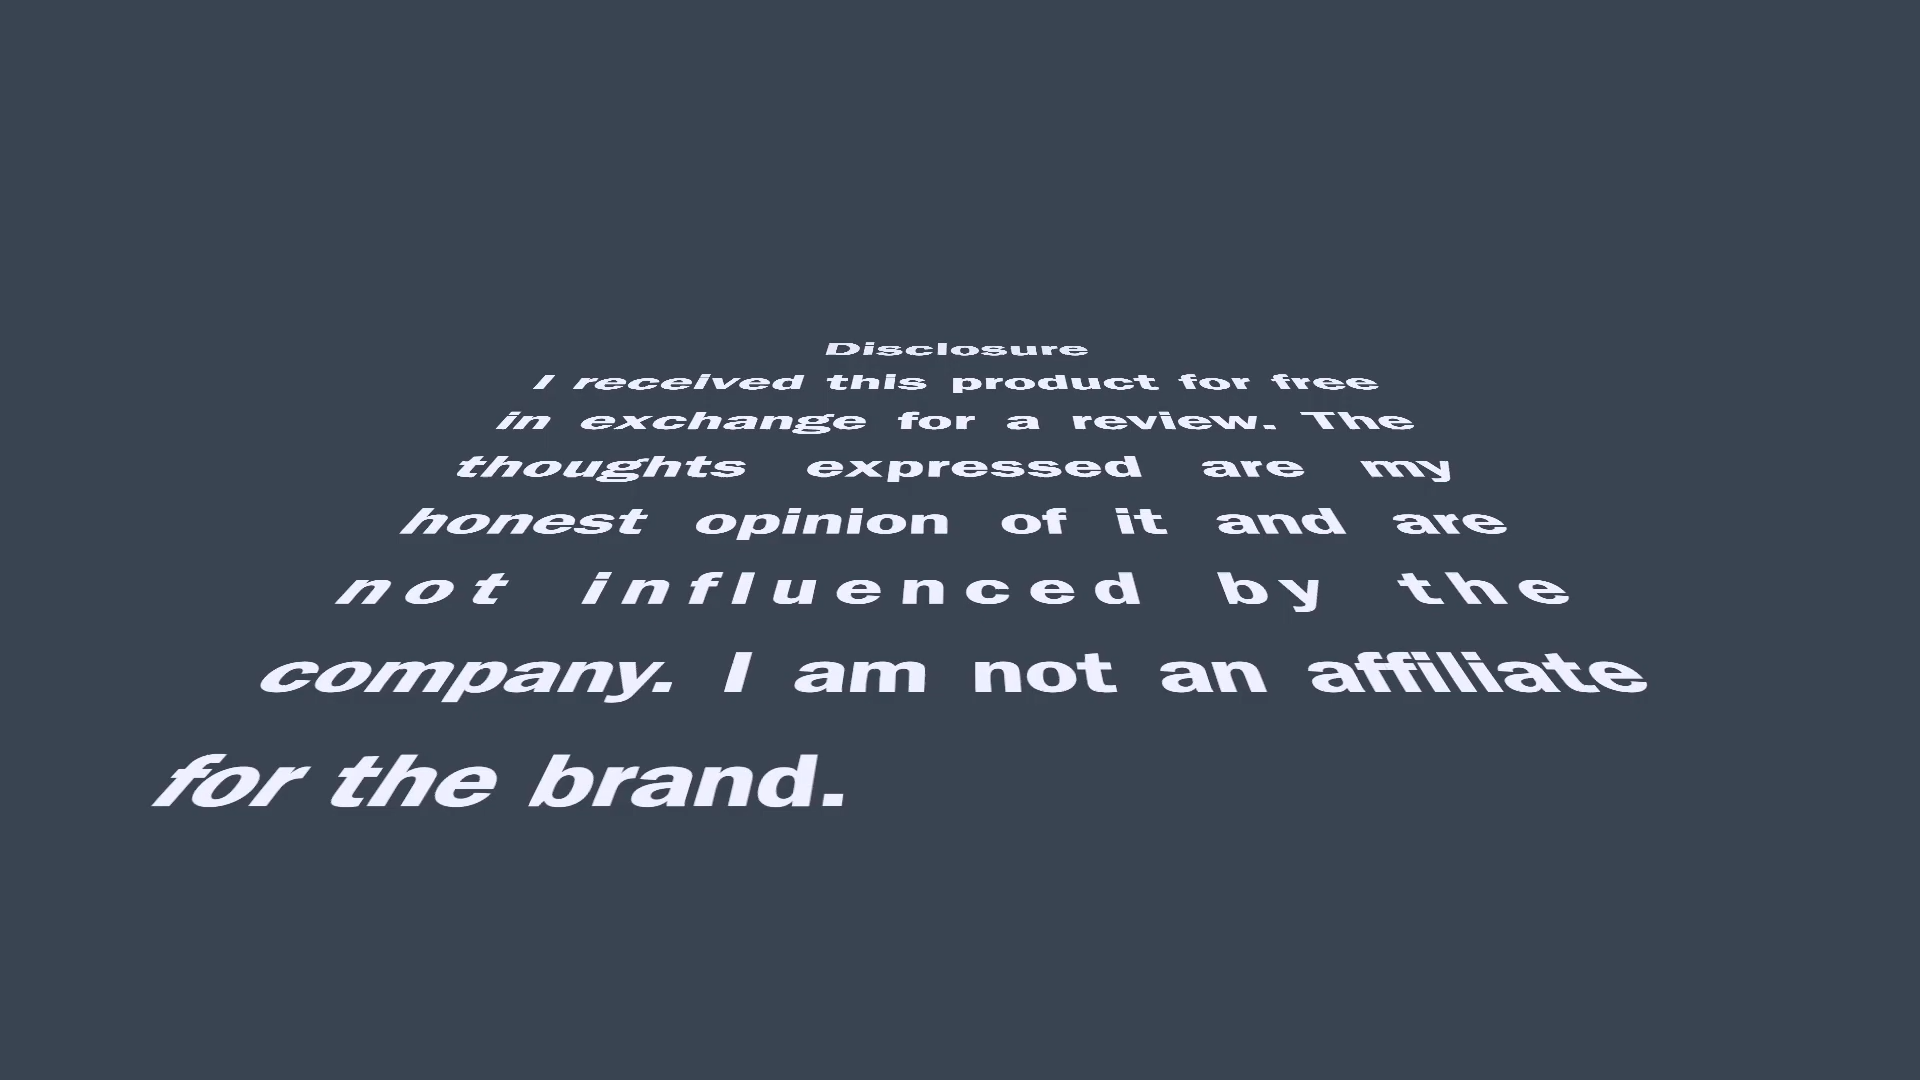 Disclosure
I received this product for free
in exchange for a review. The
thoughts expressed are my
honest opinion of it and are
not influenced by the
company. I am not an affiliate
for the brand.